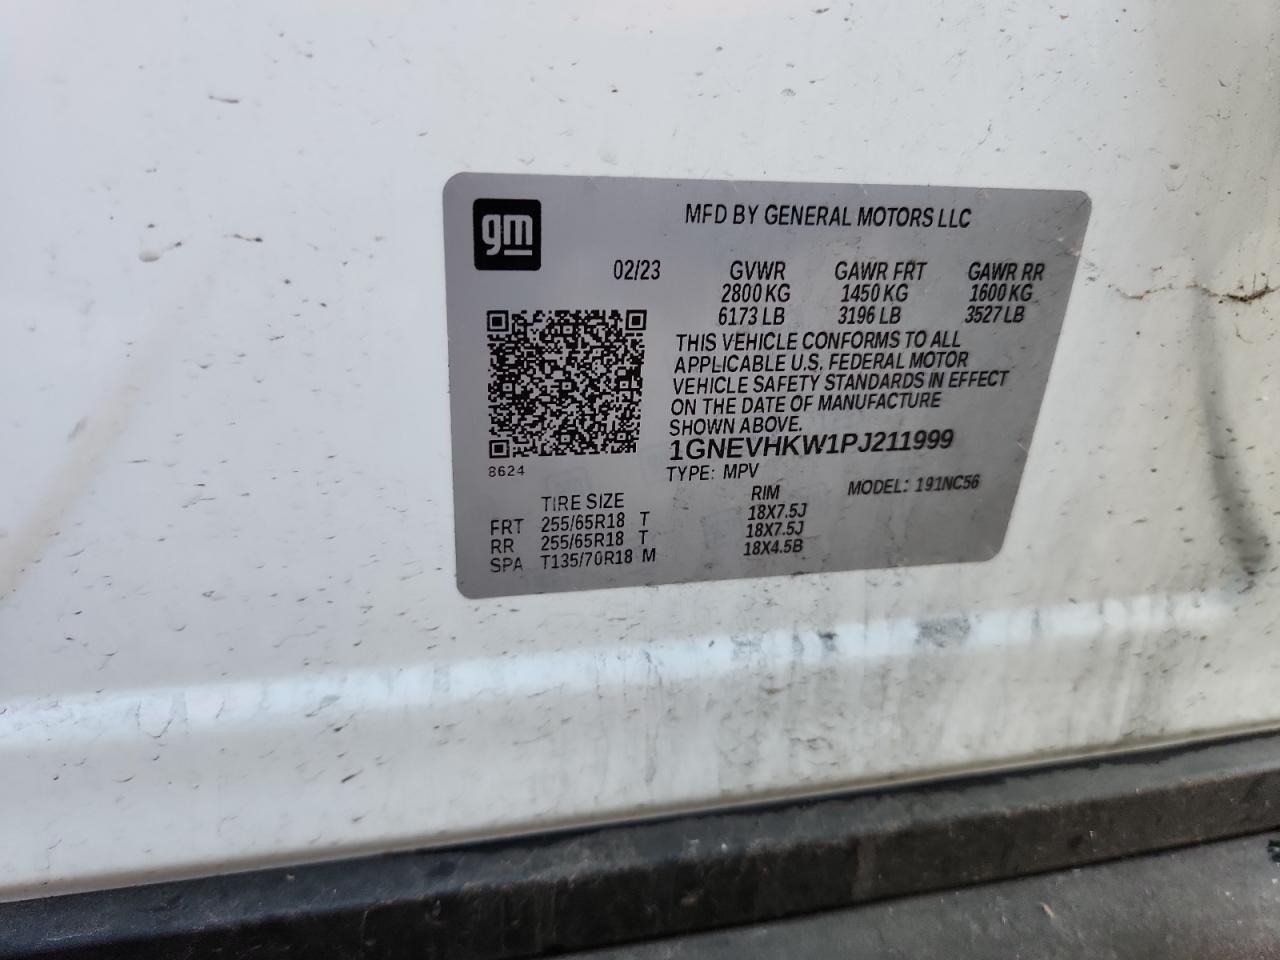 gm
MFD BY GENERAL MOTORS LLC
02/23 GVWR GAWR FRT GAWR RR
2800 KG 1450 KG 1600 KG
6173 LB 3196 LB 3527 LB
THIS VEHICLE CONFORMS TO ALL
APPLICABLE U.S. FEDERAL MOTOR
VEHICLE SAFETY STANDARDS IN EFFECT
ON THE DATE OF MANUFACTURE
SHOWN ABOVE.
1GNEVHKW1PJ211999
8624
TYPE: MPV MODEL: 191NC56
TIRE SIZE RIM
FRT 255/65R18 T 18X7.5J
RR 255/65R18 T 18X7.5J
SPA T135/70R18 M 18X4.5B